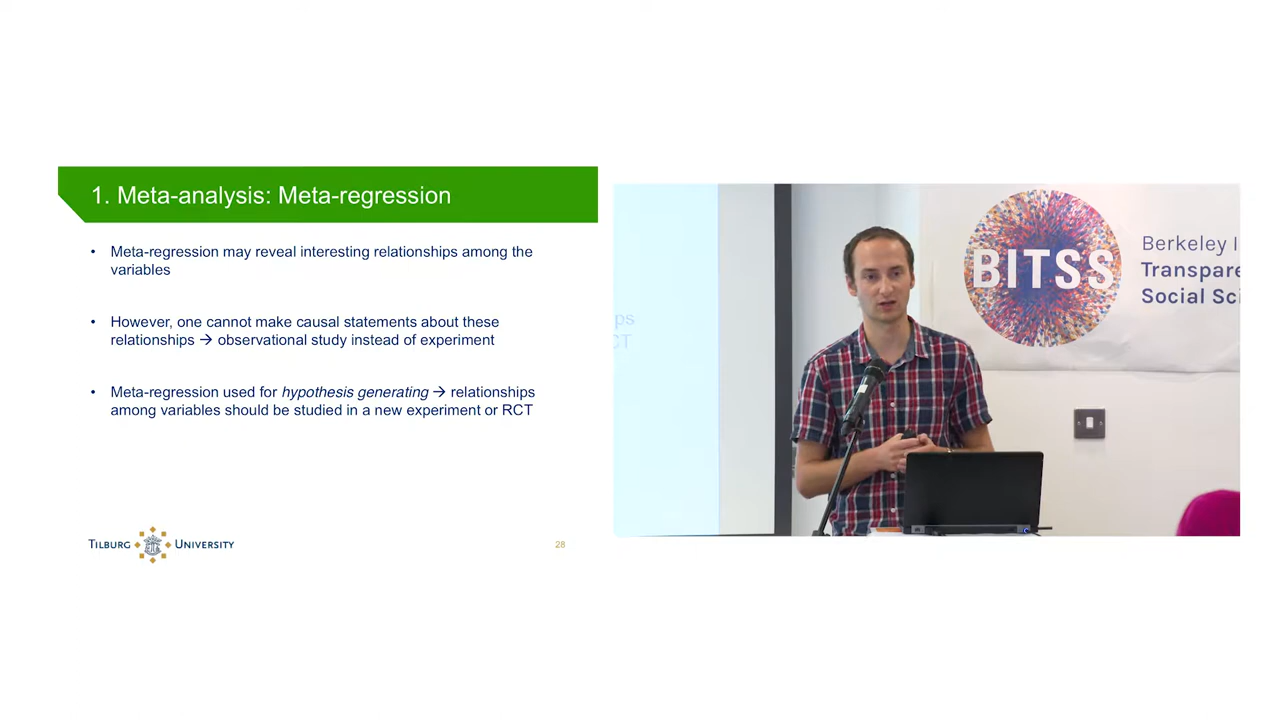 1. Meta-analysis: Meta-regression
• Meta-regression may reveal interesting relationships among the
variables
• However, one cannot make causal statements about these
relationships → observational study instead of experiment
• Meta-regression used for hypothesis generating → relationships
among variables should be studied in a new experiment or RCT
TILBURG UNIVERSITY
28
ps
CT
BITSS
Berkeley I
Transpare
Social Sci